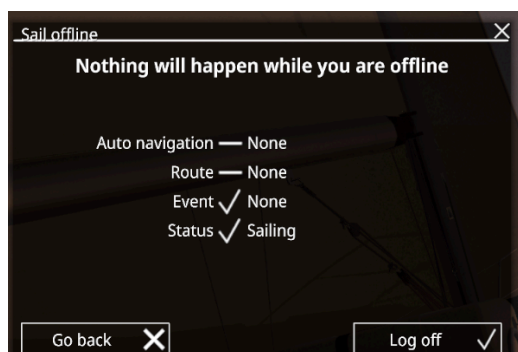 Sail offline
Nothing will happen while you are offline
Auto navigation — None
Route — None
Event ✓ None
Status ✓ Sailing
Go back
Log off